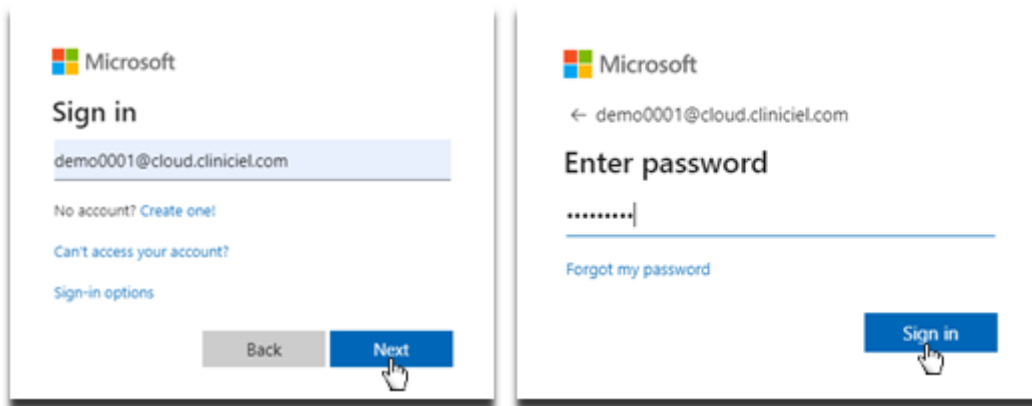 Microsoft
Sign in
demo0001@cloud.cliniciel.com
No account? Create one!
Can't access your account?
Sign-in options
Back Next
Microsoft
← demo0001@cloud.cliniciel.com
Enter password
•••••••••
Forgot my password
Sign in